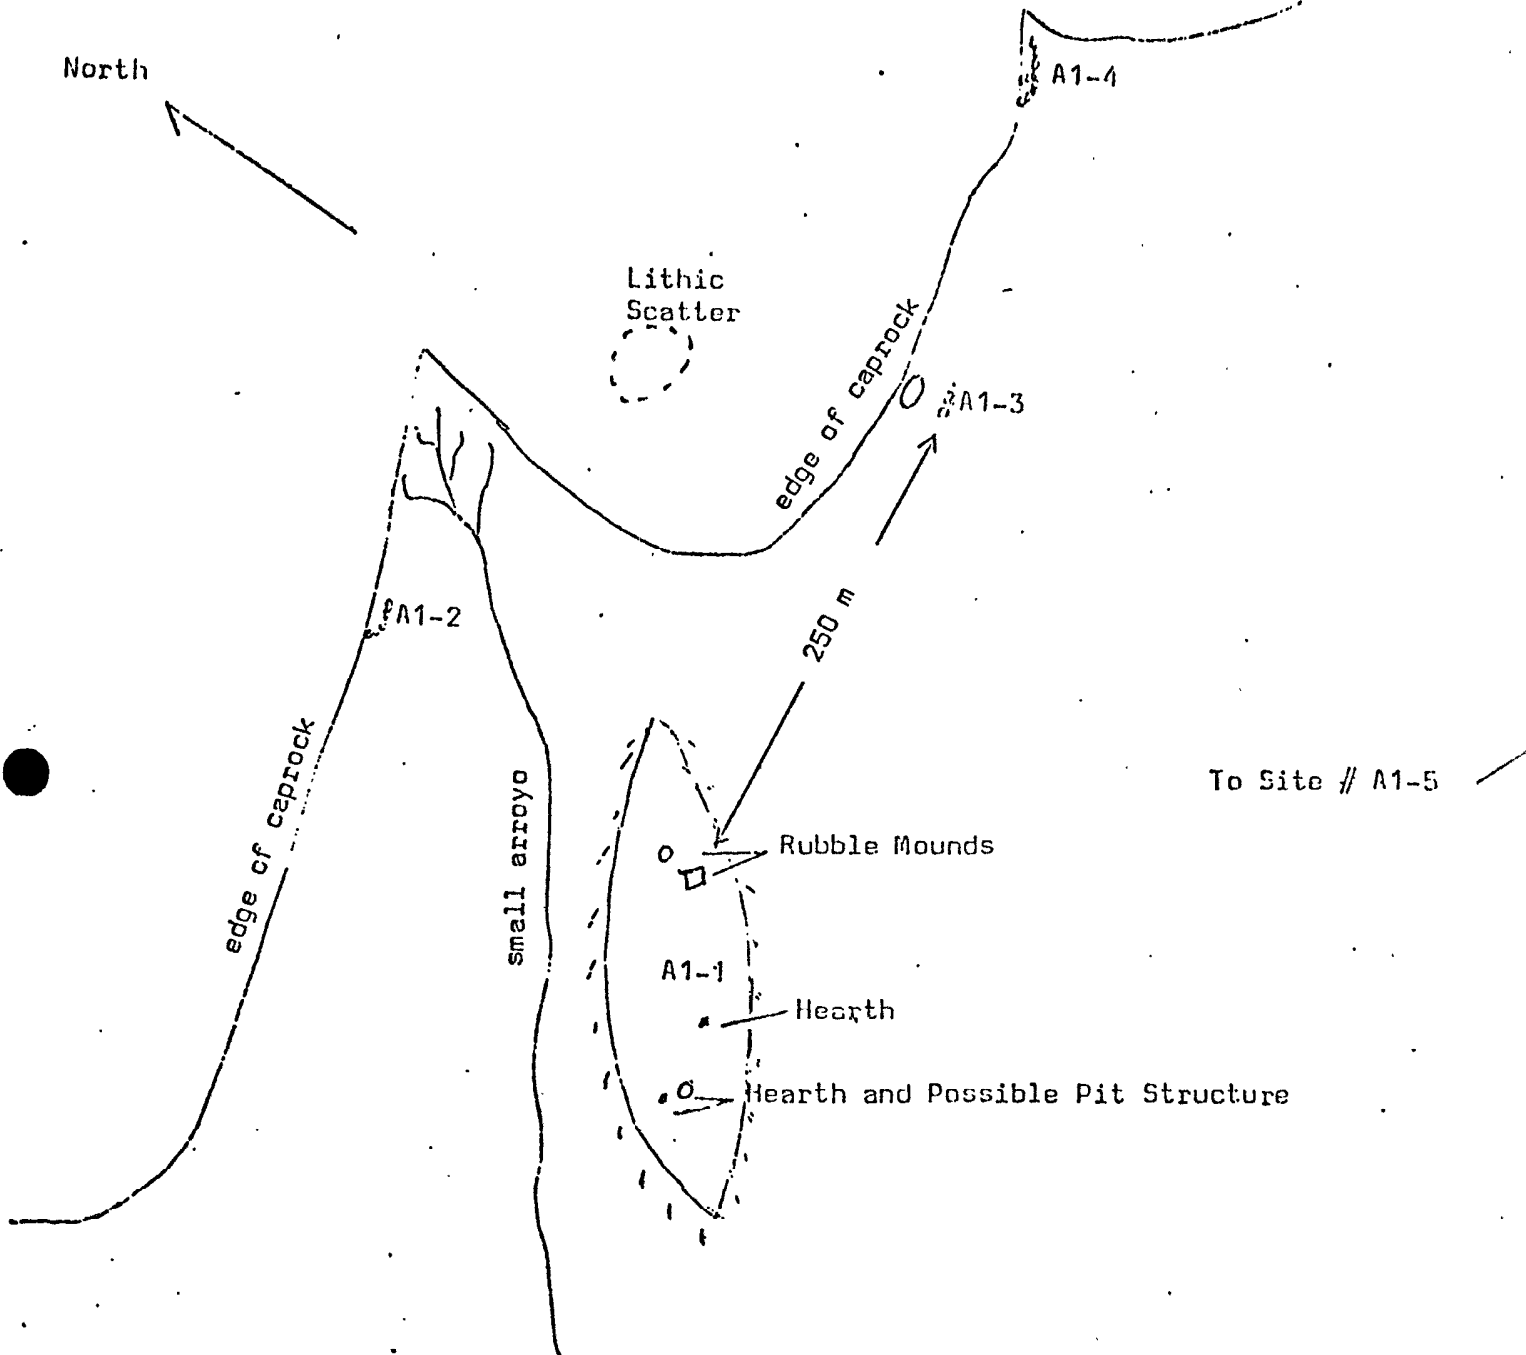 North
A1-4
Lithic
Scatter
edge of caprock
A1-3
250 m
A1-2
edge of caprock
small arroyo
To Site # A1-5
Rubble Mounds
A1-1
Hearth
Hearth and Possible Pit Structure